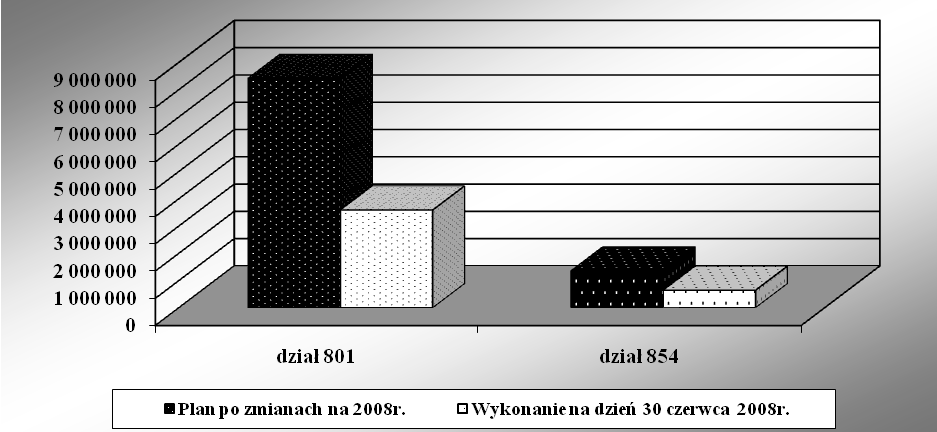 9 000 000
8 000 000
7 000 000
6 000 000
5 000 000
4 000 000
3 000 000
2 000 000
1 000 000
0
dział 801 dział 854
Plan po zmianach na 2008r. Wykonanie na dzień 30 czerwca 2008r.